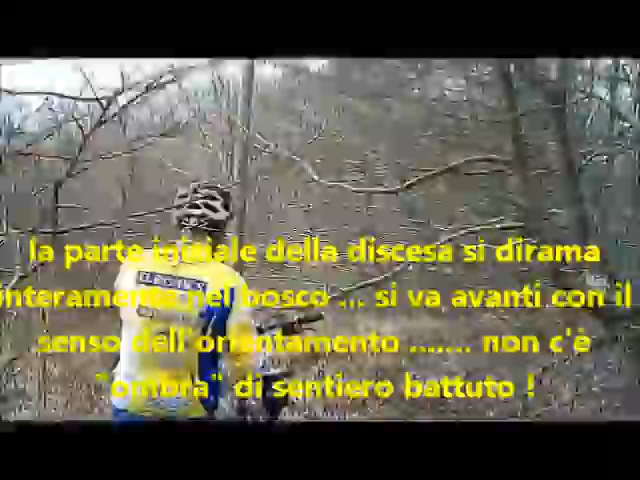 la parte iniziale della discesa si dirama
interamente nel bosco ... si va avanti con il
senso dell'orientamento ....... non c'è
"ombra" di sentiero battuto !